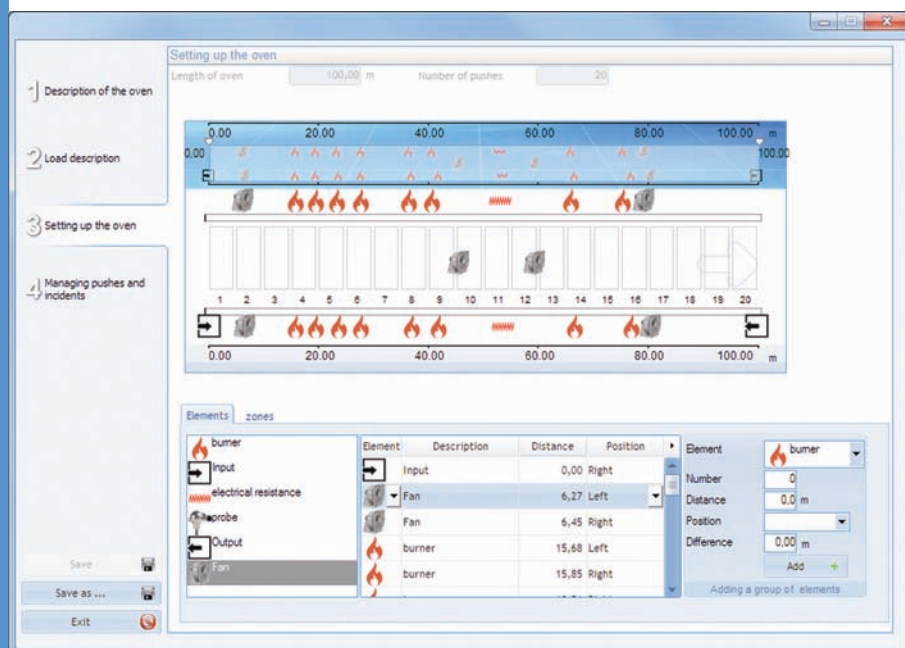 Setting up the oven
Length of oven 100,00 m Number of pushes 20
1 Description of the oven
2 Load description
3 Setting up the oven
4 Managing pushes and incidents
0.00 20.00 40.00 60.00 80.00 100.00 m
0.00 100.00
1 2 3 4 5 6 7 8 9 10 11 12 13 14 15 16 17 18 19 20
0.00 20.00 40.00 60.00 80.00 100.00 m
Elements zones
burner
Input
electrical resistance
probe
Output
Fan
Element Description Distance Position
Input 0,00 Right
Fan 6,27 Left
Fan 6,45 Right
burner 15,68 Left
burner 15,85 Right
Element burner
Number 0
Distance 0,0 m
Position
Difference 0,00 m
Add +
Adding a group of elements
Save
Save as ...
Exit